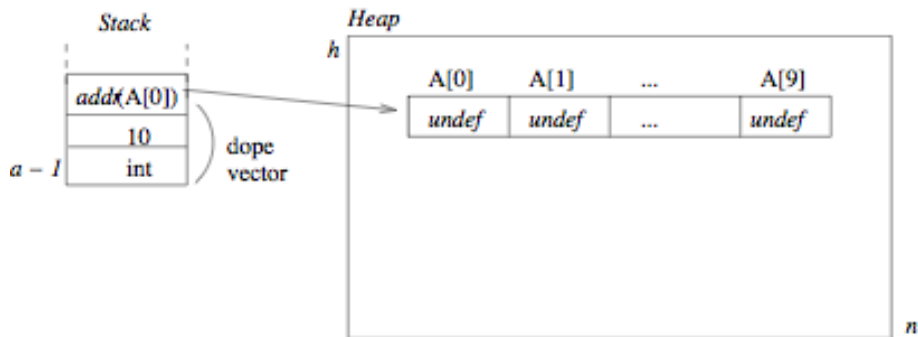 Stack
Heap
h
A[0] A[1] ... A[9]
addr(A[0])
undef undef ... undef
10
dope
vector
a – 1
int
n